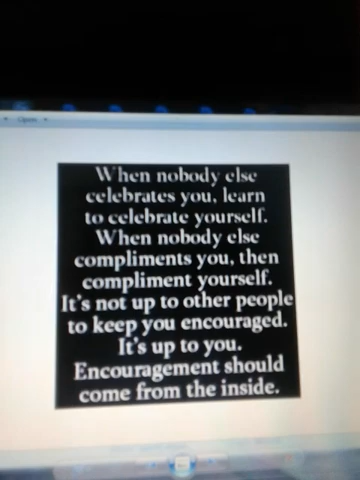 Open
When nobody else
celebrates you, learn
to celebrate yourself.
When nobody else
compliments you, then
compliment yourself.
It's not up to other people
to keep you encouraged.
It's up to you.
Encouragement should
come from the inside.